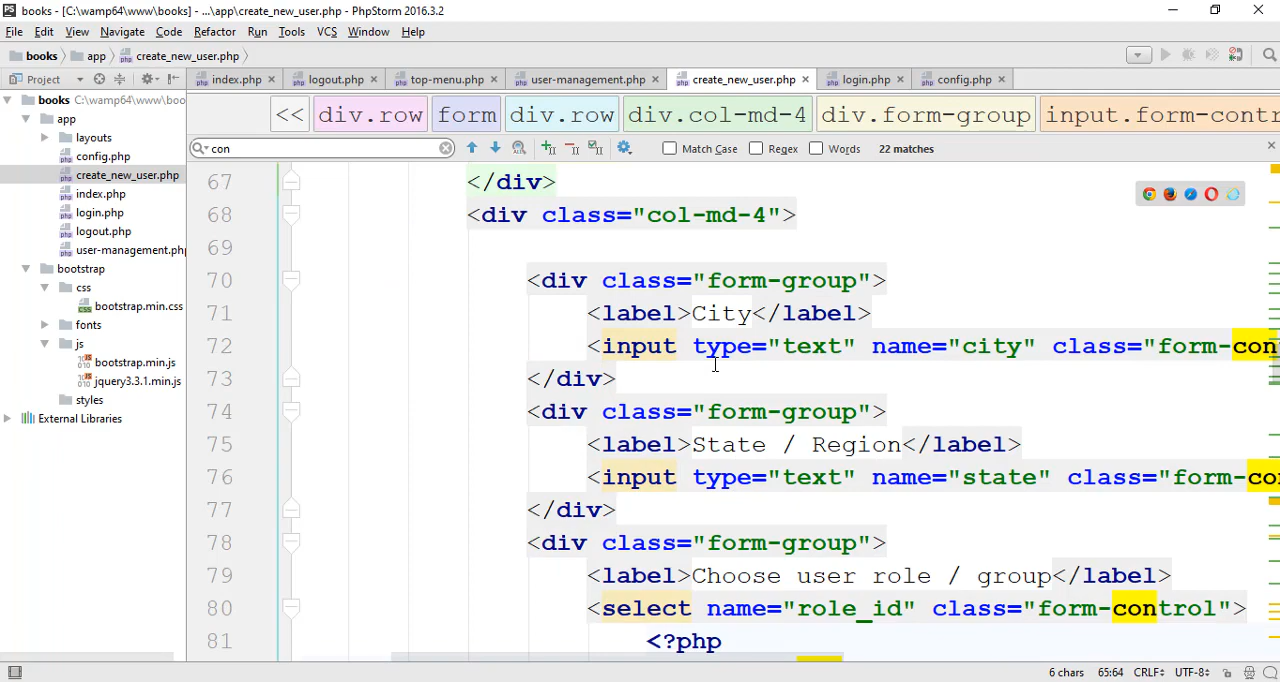 PS books - [C:\wamp64\www\books] - ...\app\create_new_user.php - PhpStorm 2016.3.2
File Edit View Navigate Code Refactor Run Tools VCS Window Help
books app create_new_user.php
Project index.php logout.php top-menu.php user-management.php create_new_user.php login.php config.php
books C:\wamp64\www\boo
app
layouts
config.php
create_new_user.php
index.php
login.php
logout.php
user-management.php
bootstrap
css
bootstrap.min.css
fonts
js
bootstrap.min.js
jquery3.3.1.min.js
styles
External Libraries
<< div.row form div.row div.col-md-4 div.form-group input.form-contr
con Match Case Regex Words 22 matches
67 </div>
68 <div class="col-md-4">
69
70 <div class="form-group">
71 <label>City</label>
72 <input type="text" name="city" class="form-con
73 </div>
74 <div class="form-group">
75 <label>State / Region</label>
76 <input type="text" name="state" class="form-co
77 </div>
78 <div class="form-group">
79 <label>Choose user role / group</label>
80 <select name="role_id" class="form-control">
81 <?php
6 chars 65:64 CRLF UTF-8